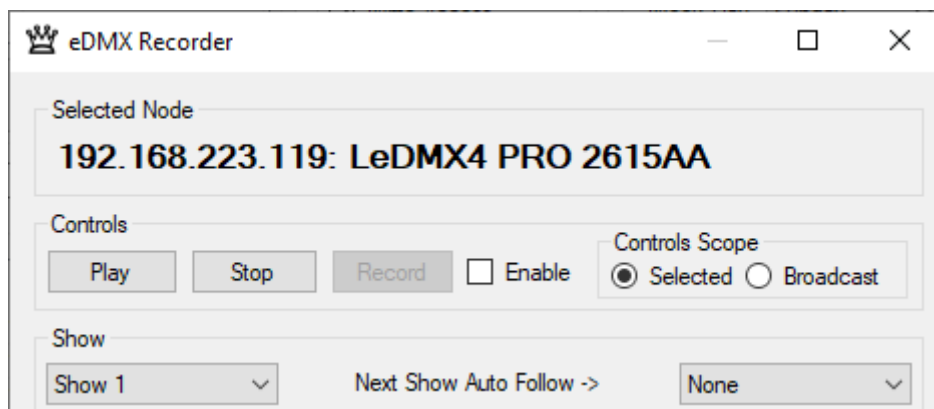 eDMX Recorder
Selected Node
192.168.223.119: LeDMX4 PRO 2615AA
Controls
Play Stop Record Enable
Controls Scope
Selected Broadcast
Show
Show 1 Next Show Auto Follow -> None